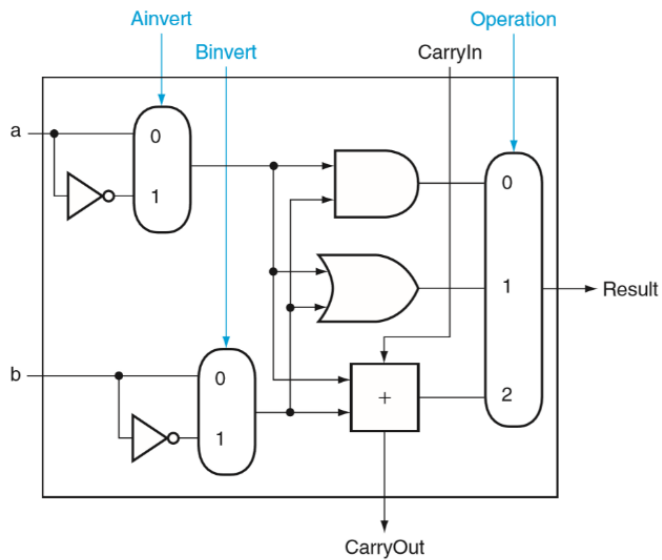 Ainvert
Operation
Binvert
CarryIn
a
0
1
0
1
Result
b
0
1
+
2
CarryOut